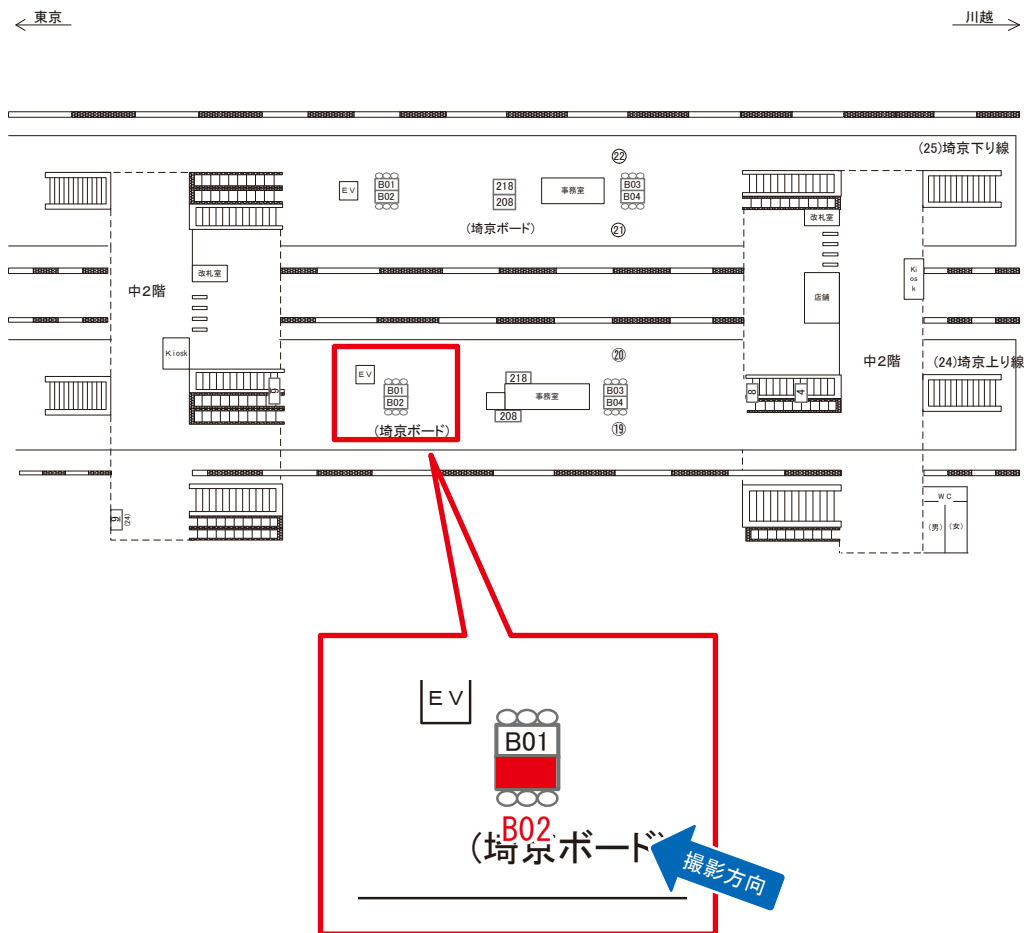 東京
川越
(25)埼京下り線
㉒
EV
B01
B02
218
208
事務室
B03
B04
改札室
(埼京ボード)
㉑
改札室
中2階
Kiosk
店舗
Kiosk
中2階
(24)埼京上り線
⑳
EV
B01
B02
218
事務室
208
B03
B04
9
8
4
(埼京ボード)
⑲
9
(24)
WC
(男)
(女)
EV
B01
B02
(埼京ボード)
撮影方向